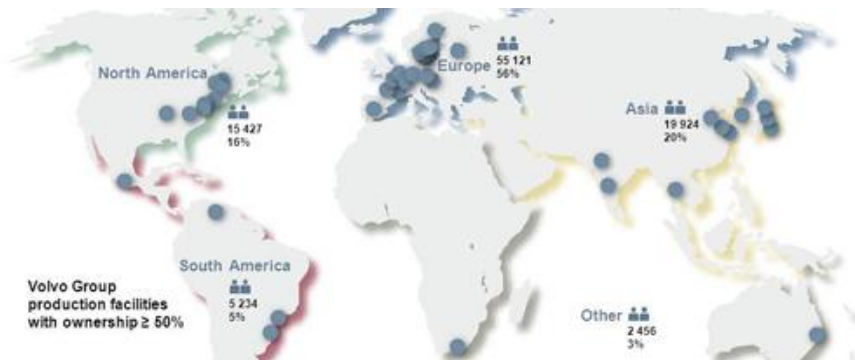 North America
15 427
16%
Europe
55 121
56%
Asia
19 924
20%
South America
5 234
5%
Volvo Group
production facilities
with ownership ≥ 50%
Other
2 456
3%